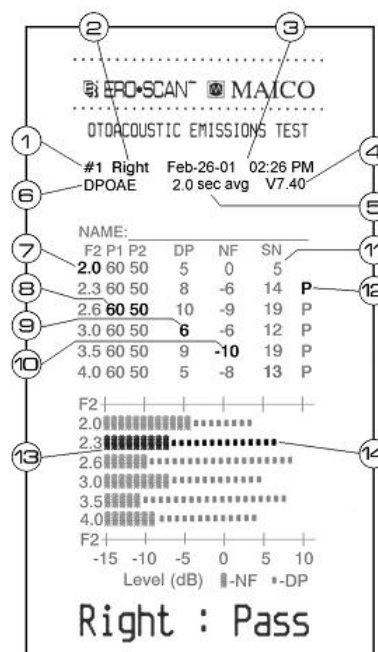 2 3
ERO•SCAN™ MAICO
OTOACOUSTIC EMISSIONS TEST
1 4
#1 Right Feb-26-01 02:26 PM
6 DPOAE 2.0 sec avg V7.40
5
NAME:
7 F2 P1 P2 DP NF SN 11
2.0 60 50 5 0 5
8 2.3 60 50 8 -6 14 P 12
2.6 60 50 10 -9 19 P
9 3.0 60 50 6 -6 12 P
10 3.5 60 50 9 -10 19 P
4.0 60 50 5 -8 13 P
F2
2.0
13 2.3 14
2.6
3.0
3.5
4.0
F2
-15 -10 -5 0 5 10
Level (dB) -NF -DP
Right : Pass